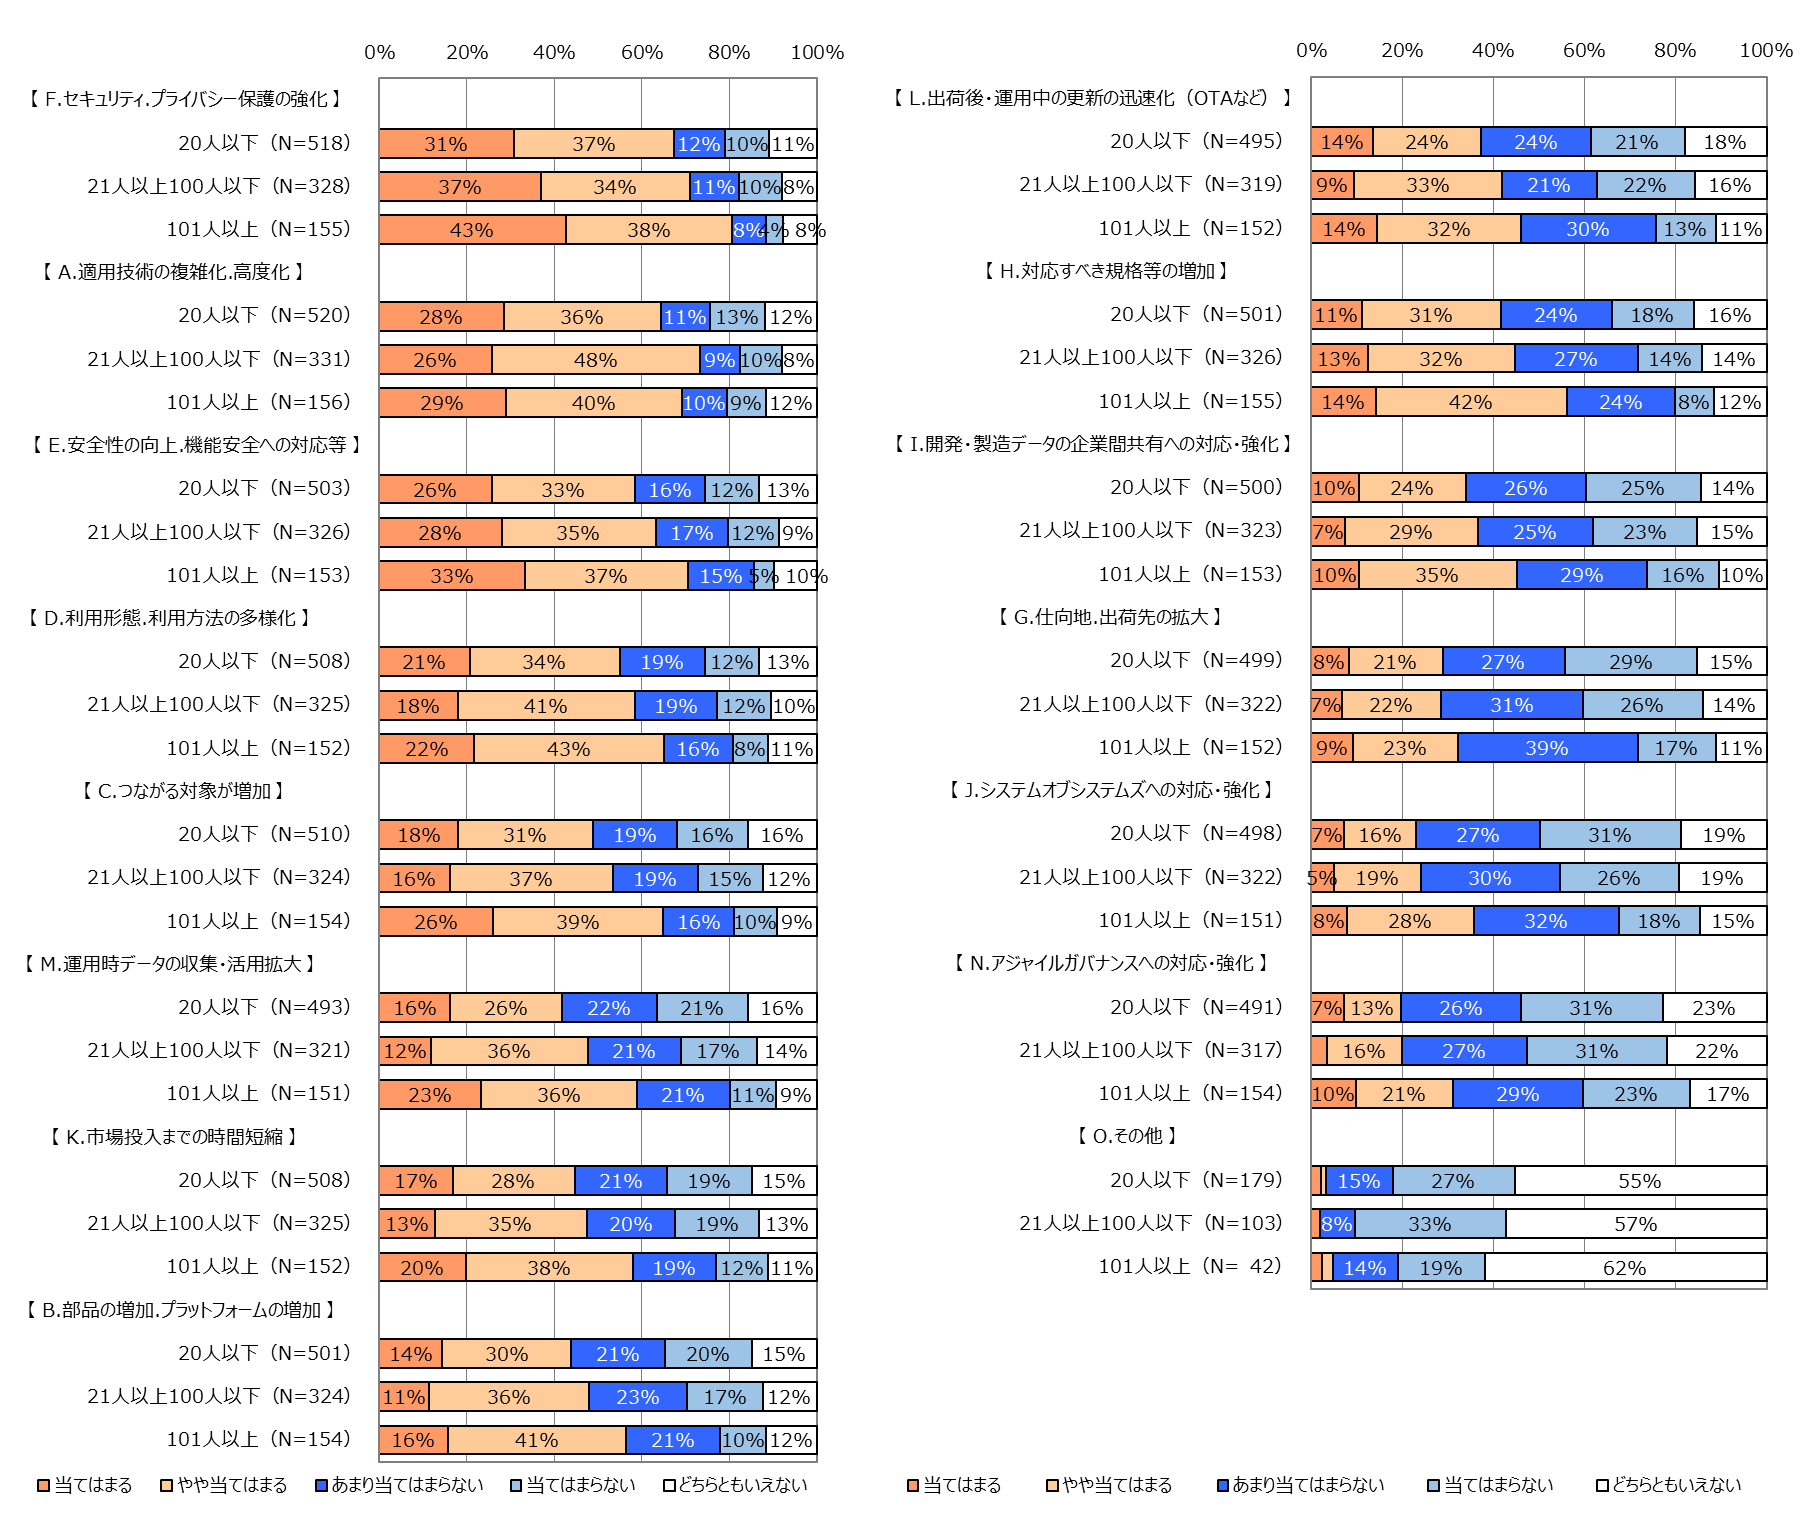 0% 20% 40% 60% 80% 100%
【 F.セキュリティ.プライバシー保護の強化 】
20人以下（N=518） 31% 37% 12% 10% 11%
21人以上100人以下（N=328） 37% 34% 11% 10% 8%
101人以上（N=155） 43% 38% 8% 4% 8%
【 A.適用技術の複雑化.高度化 】
20人以下（N=520） 28% 36% 11% 13% 12%
21人以上100人以下（N=331） 26% 48% 9% 10% 8%
101人以上（N=156） 29% 40% 10% 9% 12%
【 E.安全性の向上.機能安全への対応等 】
20人以下（N=503） 26% 33% 16% 12% 13%
21人以上100人以下（N=326） 28% 35% 17% 12% 9%
101人以上（N=153） 33% 37% 15% 5% 10%
【 D.利用形態.利用方法の多様化 】
20人以下（N=508） 21% 34% 19% 12% 13%
21人以上100人以下（N=325） 18% 41% 19% 12% 10%
101人以上（N=152） 22% 43% 16% 8% 11%
【 C.つながる対象が増加 】
20人以下（N=510） 18% 31% 19% 16% 16%
21人以上100人以下（N=324） 16% 37% 19% 15% 12%
101人以上（N=154） 26% 39% 16% 10% 9%
【 M.運用時データの収集・活用拡大 】
20人以下（N=493） 16% 26% 22% 21% 16%
21人以上100人以下（N=321） 12% 36% 21% 17% 14%
101人以上（N=151） 23% 36% 21% 11% 9%
【 K.市場投入までの時間短縮 】
20人以下（N=508） 17% 28% 21% 19% 15%
21人以上100人以下（N=325） 13% 35% 20% 19% 13%
101人以上（N=152） 20% 38% 19% 12% 11%
【 B.部品の増加.プラットフォームの増加 】
20人以下（N=501） 14% 30% 21% 20% 15%
21人以上100人以下（N=324） 11% 36% 23% 17% 12%
101人以上（N=154） 16% 41% 21% 10% 12%
当てはまる やや当てはまる あまり当てはまらない 当てはまらない どちらともいえない
0% 20% 40% 60% 80% 100%
【 L.出荷後・運用中の更新の迅速化（OTAなど） 】
20人以下（N=495） 14% 24% 24% 21% 18%
21人以上100人以下（N=319） 9% 33% 21% 22% 16%
101人以上（N=152） 14% 32% 30% 13% 11%
【 H.対応すべき規格等の増加 】
20人以下（N=501） 11% 31% 24% 18% 16%
21人以上100人以下（N=326） 13% 32% 27% 14% 14%
101人以上（N=155） 14% 42% 24% 8% 12%
【 I.開発・製造データの企業間共有への対応・強化 】
20人以下（N=500） 10% 24% 26% 25% 14%
21人以上100人以下（N=323） 7% 29% 25% 23% 15%
101人以上（N=153） 10% 35% 29% 16% 10%
【 G.仕向地.出荷先の拡大 】
20人以下（N=499） 8% 21% 27% 29% 15%
21人以上100人以下（N=322） 7% 22% 31% 26% 14%
101人以上（N=152） 9% 23% 39% 17% 11%
【 J.システムオブシステムズへの対応・強化 】
20人以下（N=498） 7% 16% 27% 31% 19%
21人以上100人以下（N=322） 5% 19% 30% 26% 19%
101人以上（N=151） 8% 28% 32% 18% 15%
【 N.アジャイルガバナンスへの対応・強化 】
20人以下（N=491） 7% 13% 26% 31% 23%
21人以上100人以下（N=317） 16% 27% 31% 22%
101人以上（N=154） 10% 21% 29% 23% 17%
【 O.その他 】
20人以下（N=179） 15% 27% 55%
21人以上100人以下（N=103） 8% 33% 57%
101人以上（N= 42） 14% 19% 62%
当てはまる やや当てはまる あまり当てはまらない 当てはまらない どちらともいえない